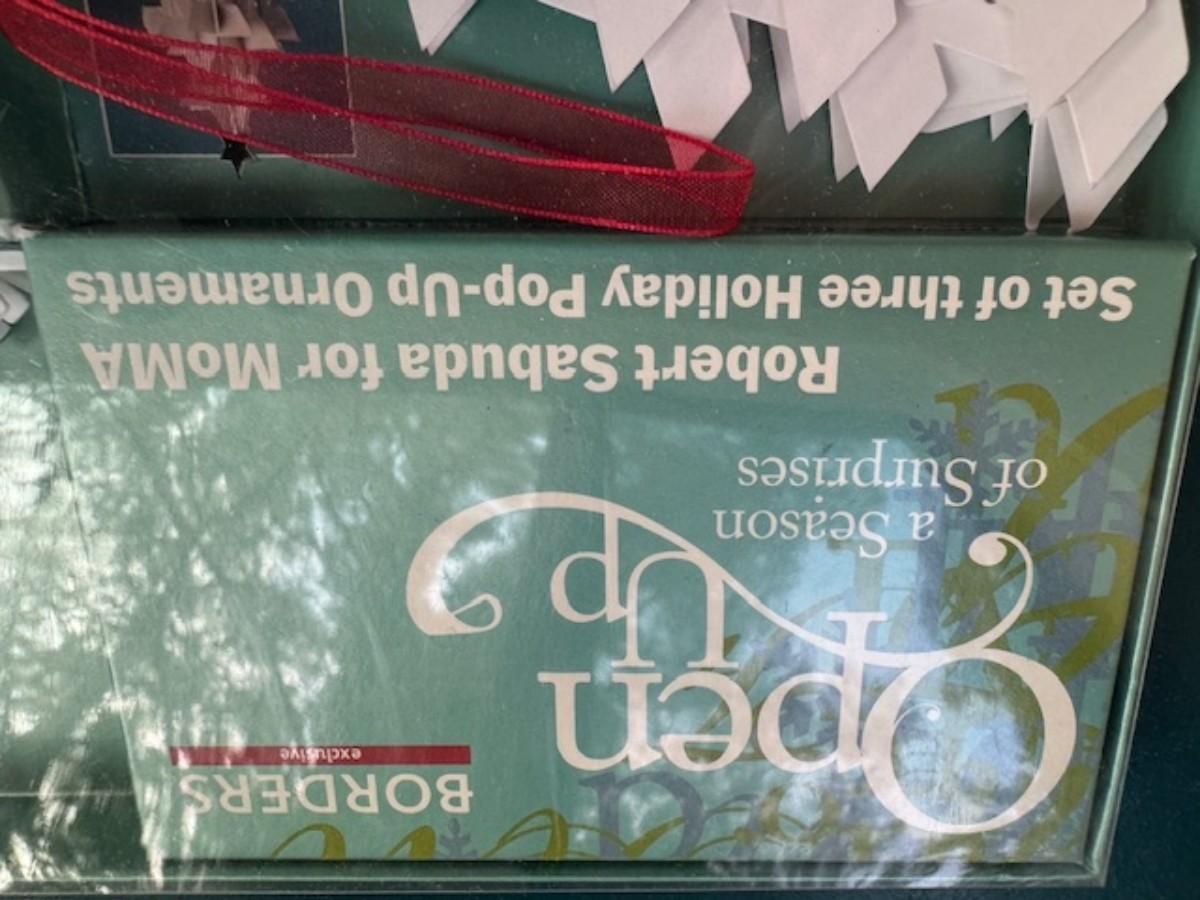 BORDERS
exclusive
Open
Up
a Season
of Surprises
Robert Sabuda for MoMA
Set of three Holiday Pop-Up Ornaments